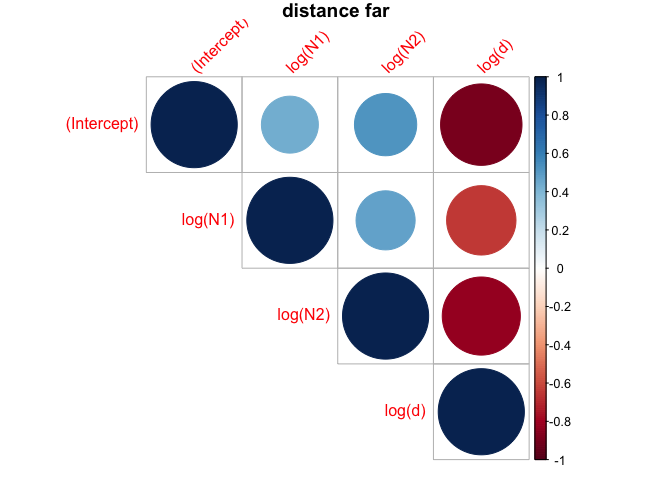 distance far
(Intercept)
log(N1)
log(N2)
log(d)
(Intercept)
log(N1)
log(N2)
log(d)
1
0.8
0.6
0.4
0.2
0
-0.2
-0.4
-0.6
-0.8
-1